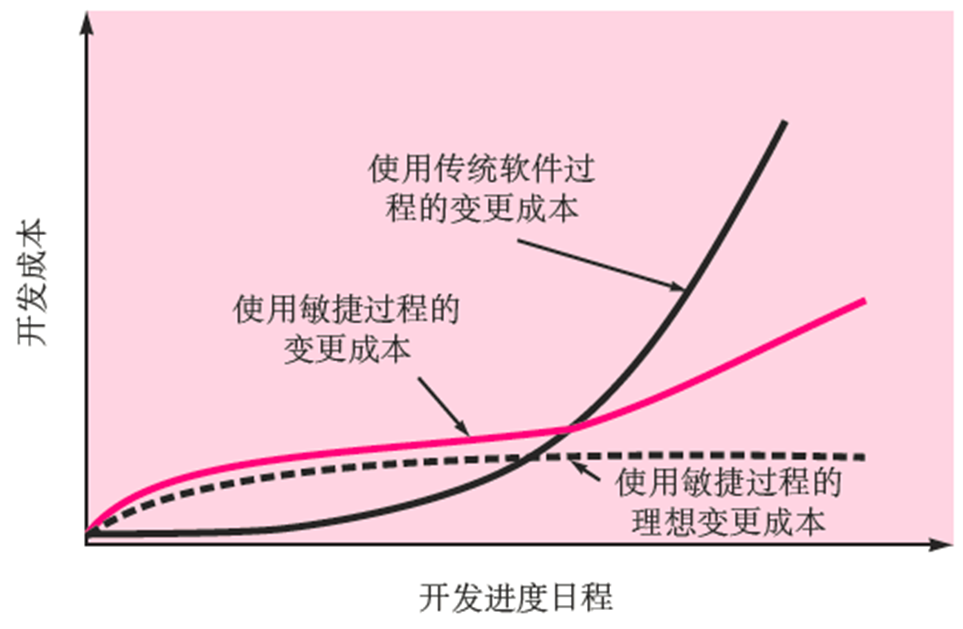 使用传统软件过
程的变更成本
使用敏捷过程的
变更成本
使用敏捷过程的
理想变更成本
开发成本
开发进度日程